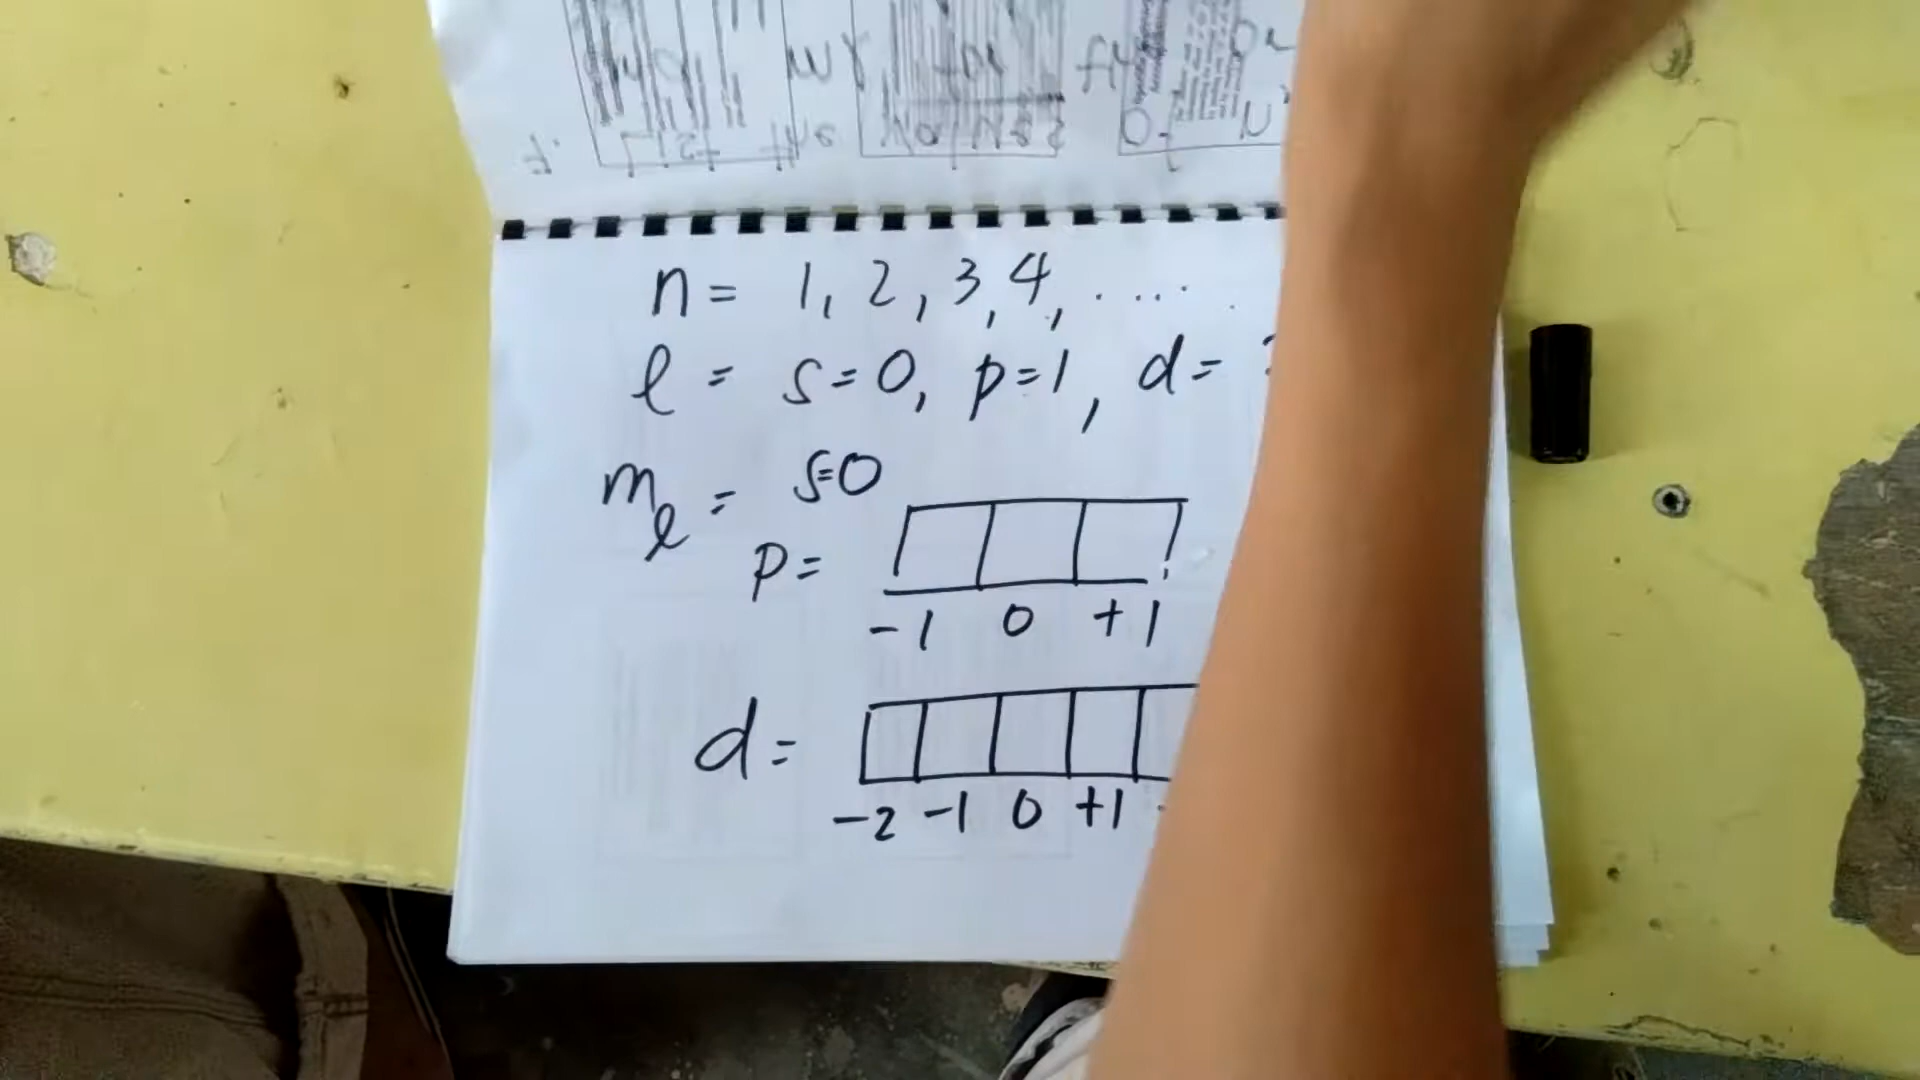 n = 1, 2, 3, 4, .....
l = s=0, p=1, d=
m_l = s=0
p=
-1 0 +1
d=
-2 -1 0 +1